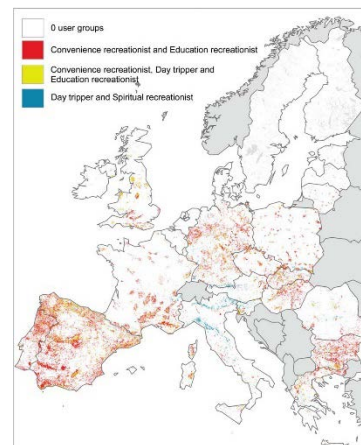 0 user groups
Convenience recreationist and Education recreationist
Convenience recreationist, Day tripper and
Education recreationist
Day tripper and Spiritual recreationist